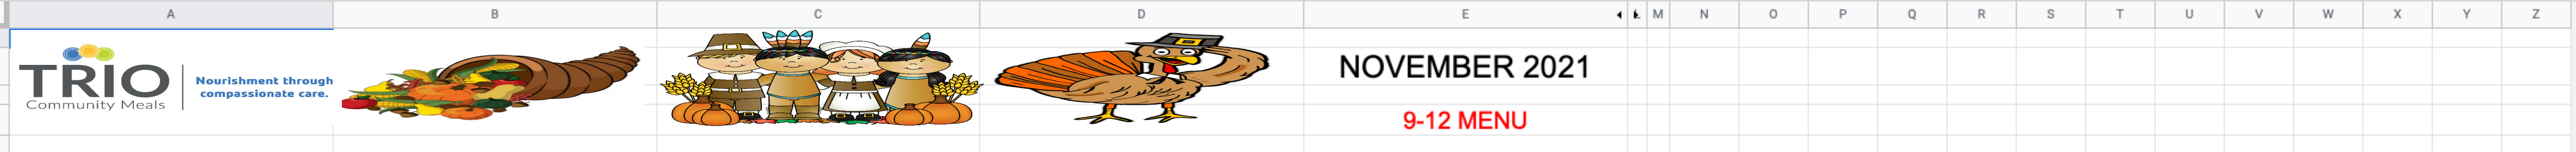 A B C D E L M N O P Q R S T U V W X Y Z
TRIO
Community Meals
Nourishment through
compassionate care.
NOVEMBER 2021
9-12 MENU